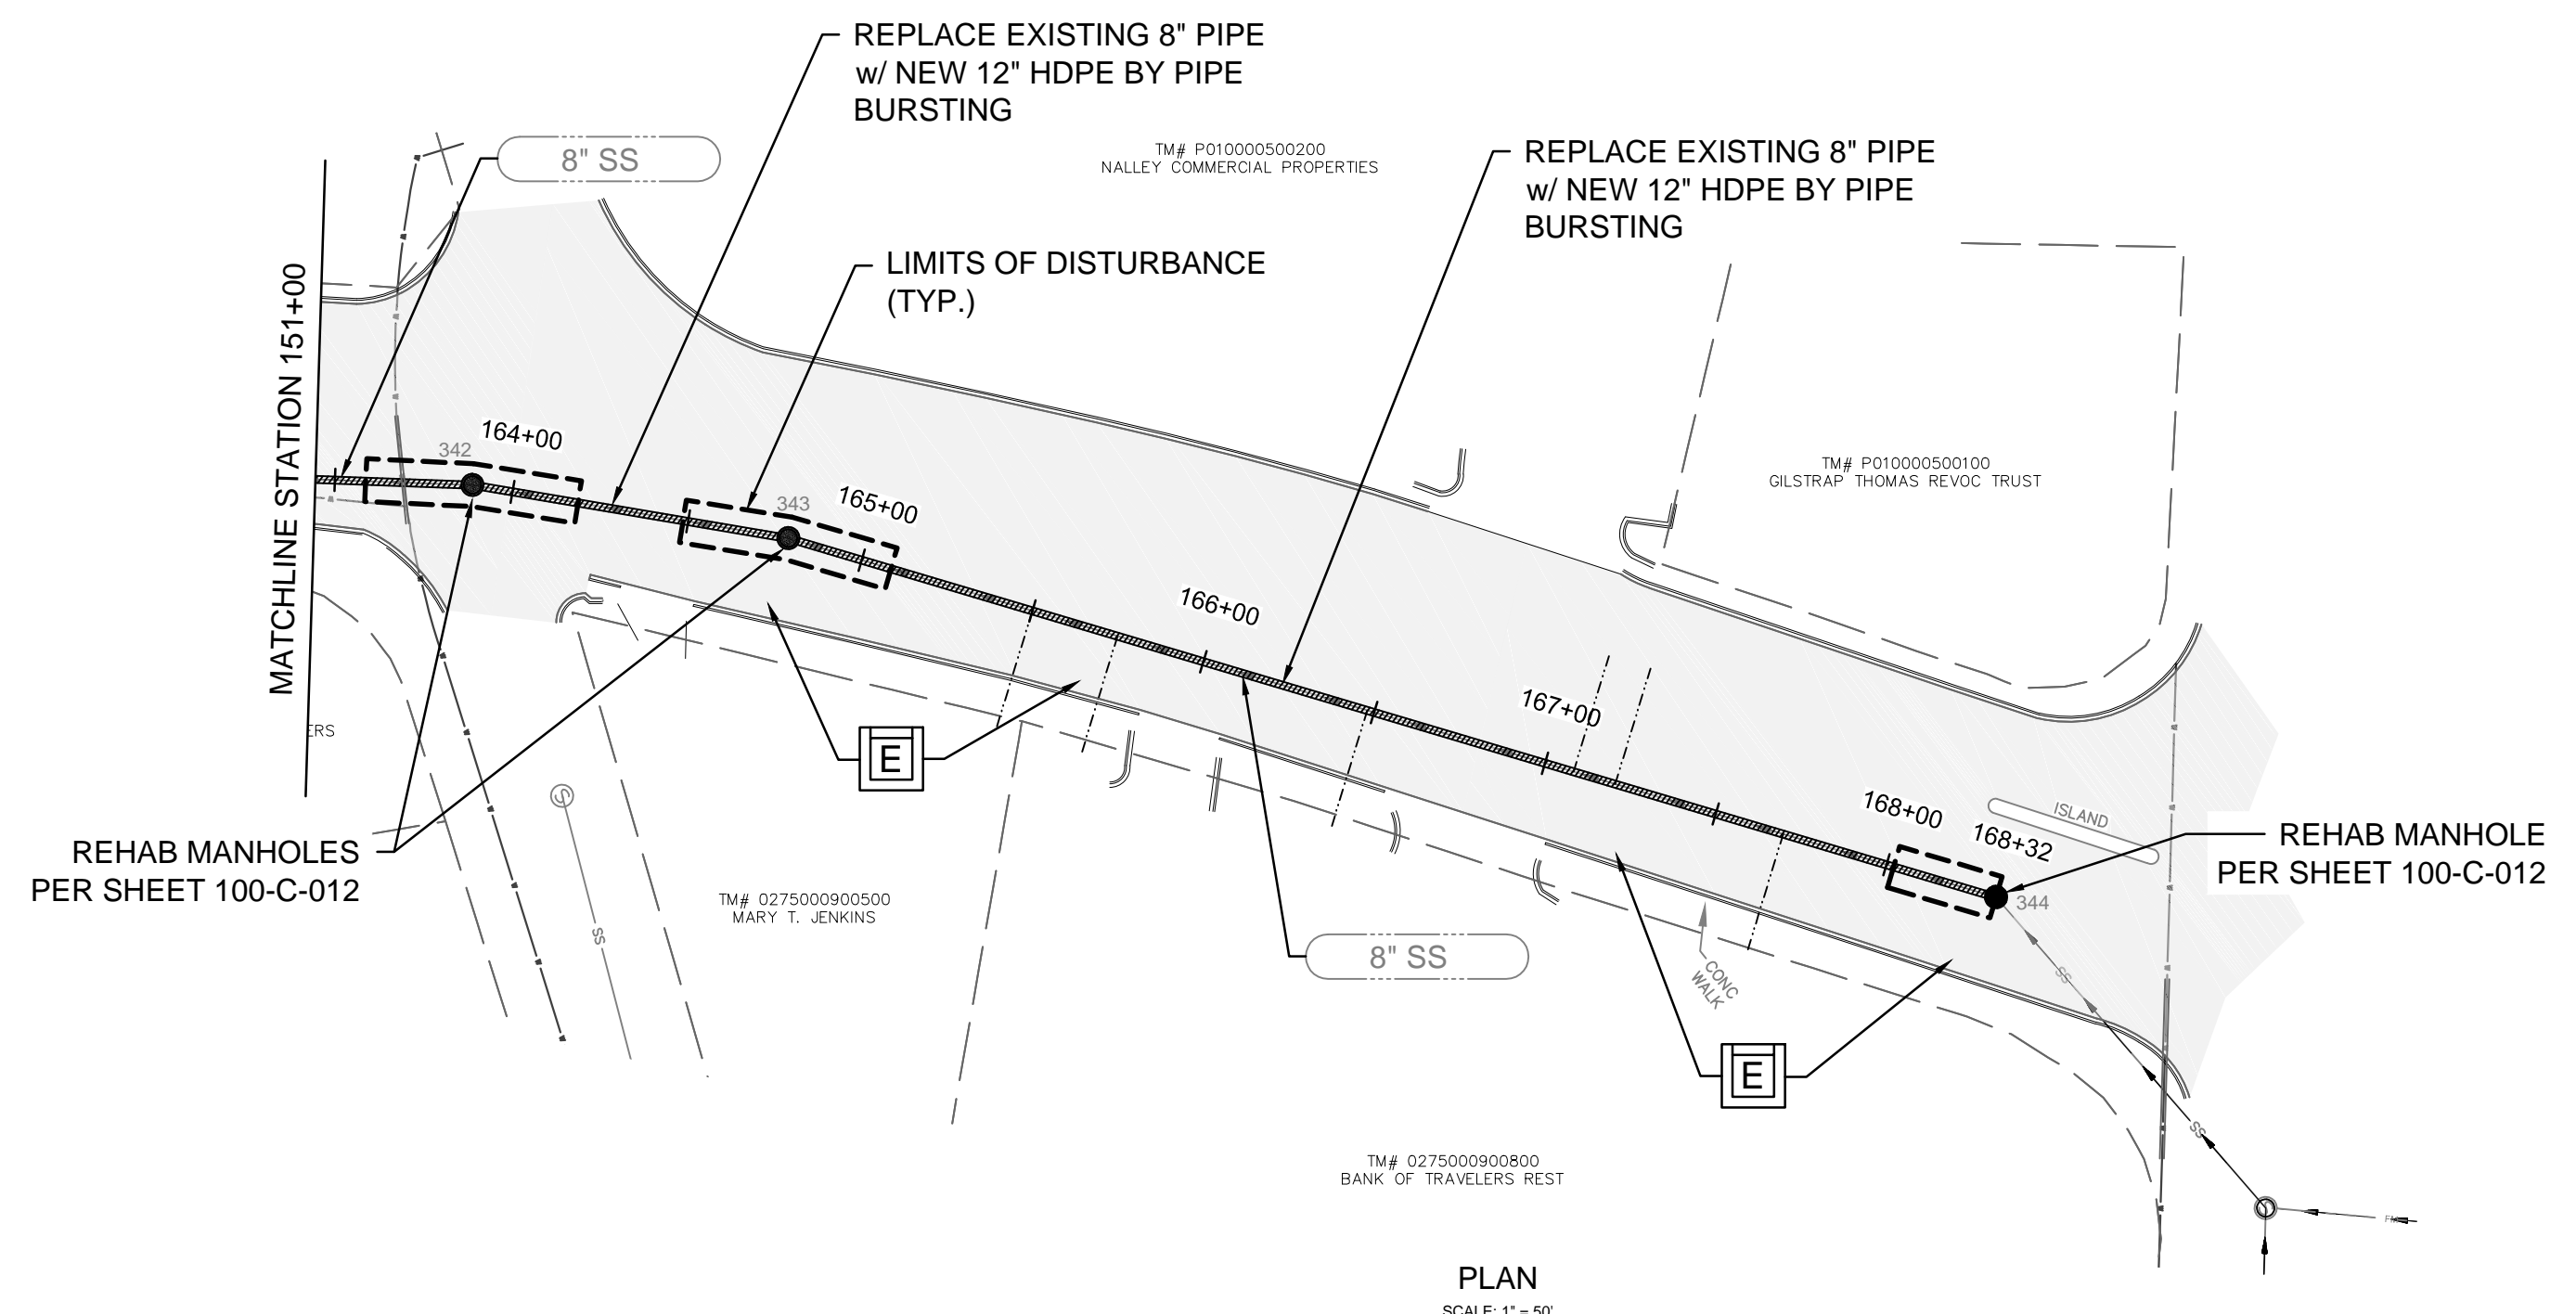 REPLACE EXISTING 8" PIPE
w/ NEW 12" HDPE BY PIPE
BURSTING
8" SS
TM# P010000500200
NALLEY COMMERCIAL PROPERTIES
REPLACE EXISTING 8" PIPE
w/ NEW 12" HDPE BY PIPE
BURSTING
LIMITS OF DISTURBANCE
(TYP.)
MATCHLINE STATION 151+00
342
164+00
343
165+00
TM# P010000500100
GILSTRAP THOMAS REVOC TRUST
166+00
167+00
ERS
E
168+00
168+32
ISLAND
REHAB MANHOLE
PER SHEET 100-C-012
REHAB MANHOLES
PER SHEET 100-C-012
344
S
TM# 0275000900500
MARY T. JENKINS
SS
8" SS
CONC
WALK
SS
E
SS
TM# 0275000900800
BANK OF TRAVELERS REST
FM
PLAN
SCALE: 1" = 50'